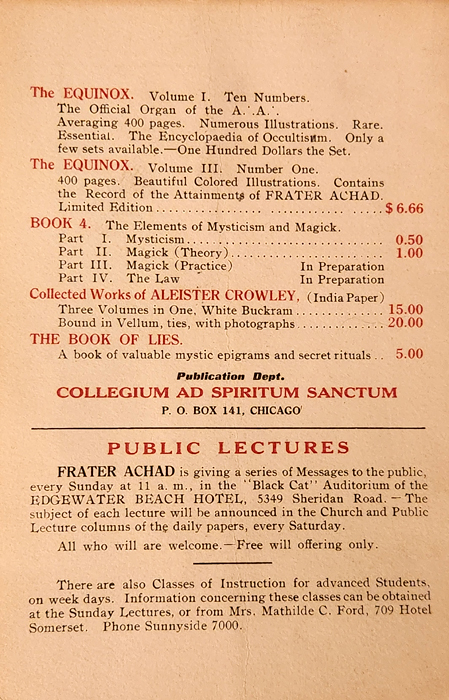 The EQUINOX. Volume I. Ten Numbers.
The Official Organ of the A.˙.A.˙.
Averaging 400 pages. Numerous Illustrations. Rare.
Essential. The Encyclopaedia of Occultism. Only a
few sets available.—One Hundred Dollars the Set.
The EQUINOX. Volume III. Number One.
400 pages. Beautiful Colored Illustrations. Contains
the Record of the Attainments of FRATER ACHAD.
Limited Edition .......... .......... ........ $ 6.66
BOOK 4. The Elements of Mysticism and Magick.
Part I. Mysticism .............................. 0.50
Part II. Magick (Theory) ........................ 1.00
Part III. Magick (Practice) In Preparation
Part IV. The Law In Preparation
Collected Works of ALEISTER CROWLEY, (India Paper)
Three Volumes in One, White Buckram ............. 15.00
Bound in Vellum, ties, with photographs ............. 20.00
THE BOOK OF LIES.
A book of valuable mystic epigrams and secret rituals .. 5.00
Publication Dept.
COLLEGIUM AD SPIRITUM SANCTUM
P. O. BOX 141, CHICAGO
PUBLIC LECTURES
FRATER ACHAD is giving a series of Messages to the public,
every Sunday at 11 a. m., in the "Black Cat" Auditorium of the
EDGEWATER BEACH HOTEL, 5349 Sheridan Road. — The
subject of each lecture will be announced in the Church and Public
Lecture columns of the daily papers, every Saturday.
All who will are welcome.—Free will offering only.
There are also Classes of Instruction for advanced Students,
on week days. Information concerning these classes can be obtained
at the Sunday Lectures, or from Mrs. Mathilde C. Ford, 709 Hotel
Somerset. Phone Sunnyside 7000.